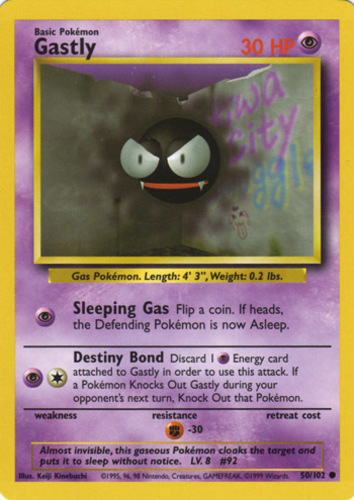 Basic Pokémon
Gastly
30 HP
city
Gas Pokémon. Length: 4' 3", Weight: 0.2 lbs.
Sleeping Gas Flip a coin. If heads,
the Defending Pokémon is now Asleep.
Destiny Bond Discard 1 Energy card
attached to Gastly in order to use this attack. If
a Pokémon Knocks Out Gastly during your
opponent's next turn, Knock Out that Pokémon.
weakness resistance retreat cost
-30
Almost invisible, this gaseous Pokémon cloaks the target and
puts it to sleep without notice. LV. 8 #92
Illus. Keiji Kinebuchi ©1995, 96, 98 Nintendo, Creatures, GAMEFREAK. ©1999 Wizards. 50/102